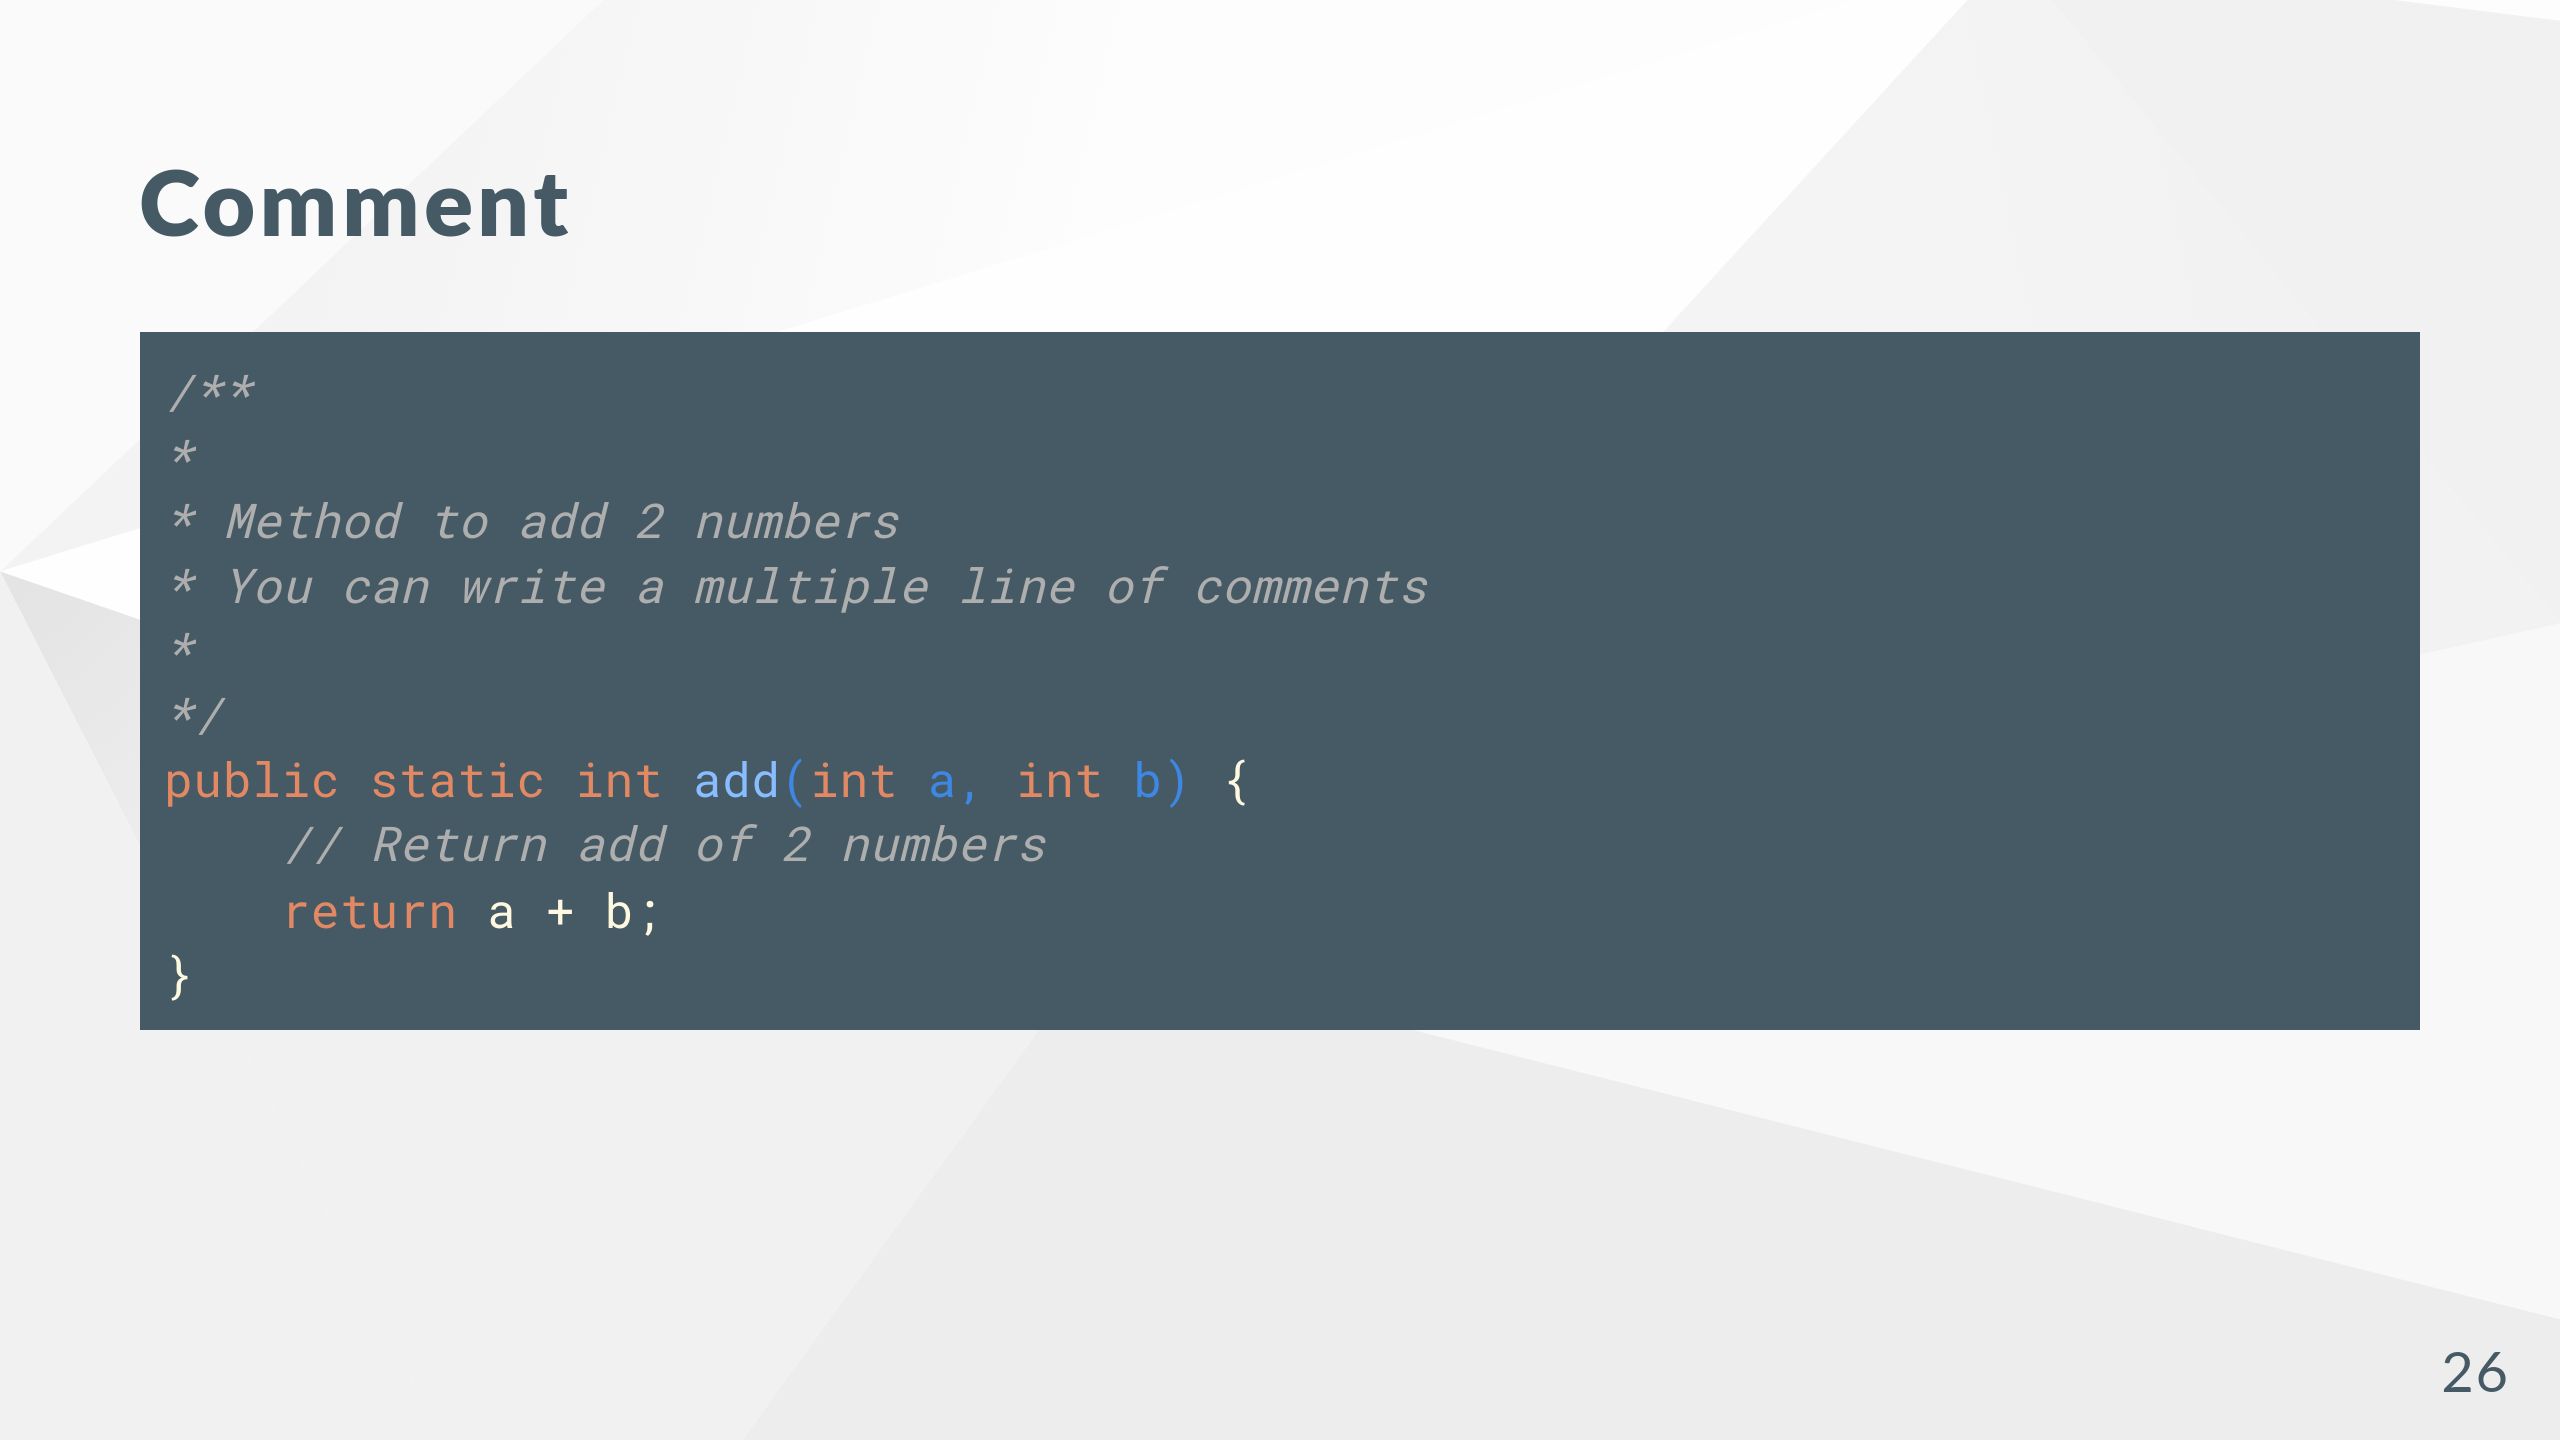 Comment
/**
*
* Method to add 2 numbers
* You can write a multiple line of comments
*
*/
public static int add(int a, int b) {
    // Return add of 2 numbers
    return a + b;
}
26